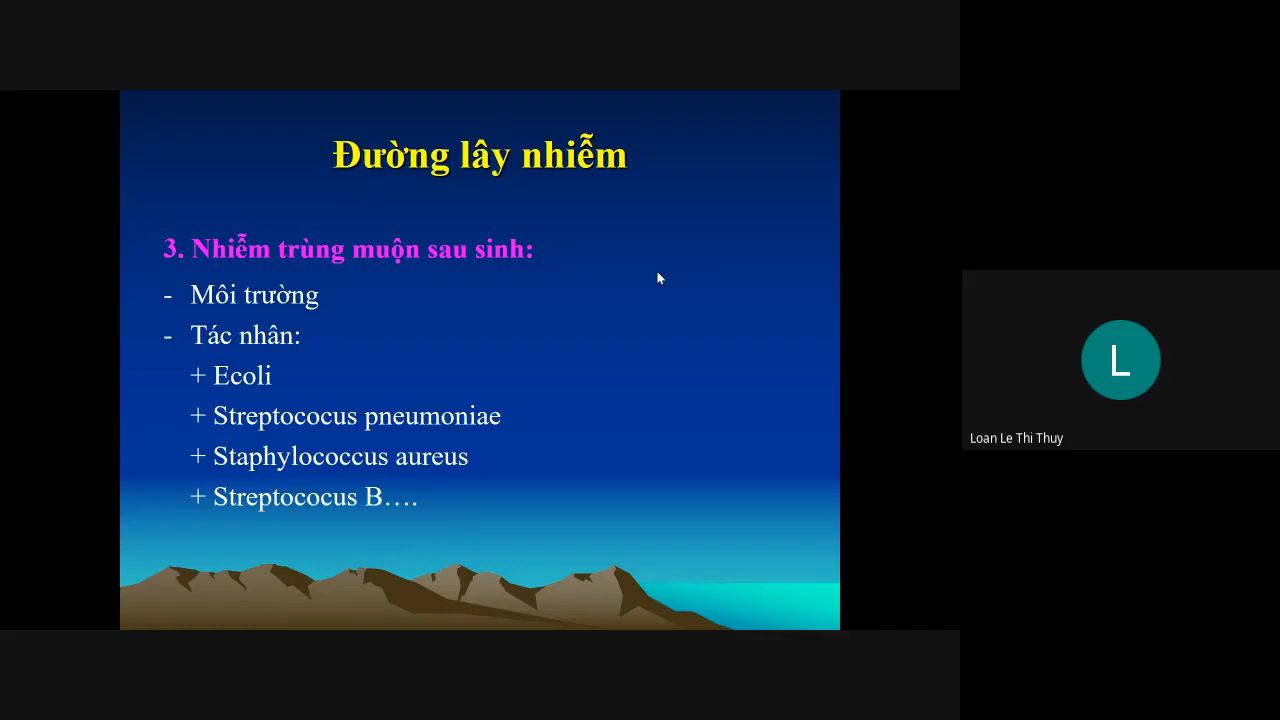 Đường lây nhiễm
3. Nhiễm trùng muộn sau sinh:
- Môi trường
- Tác nhân:
+ Ecoli
+ Streptococus pneumoniae
+ Staphylococcus aureus
+ Streptococus B….
L
Loan Le Thi Thuy